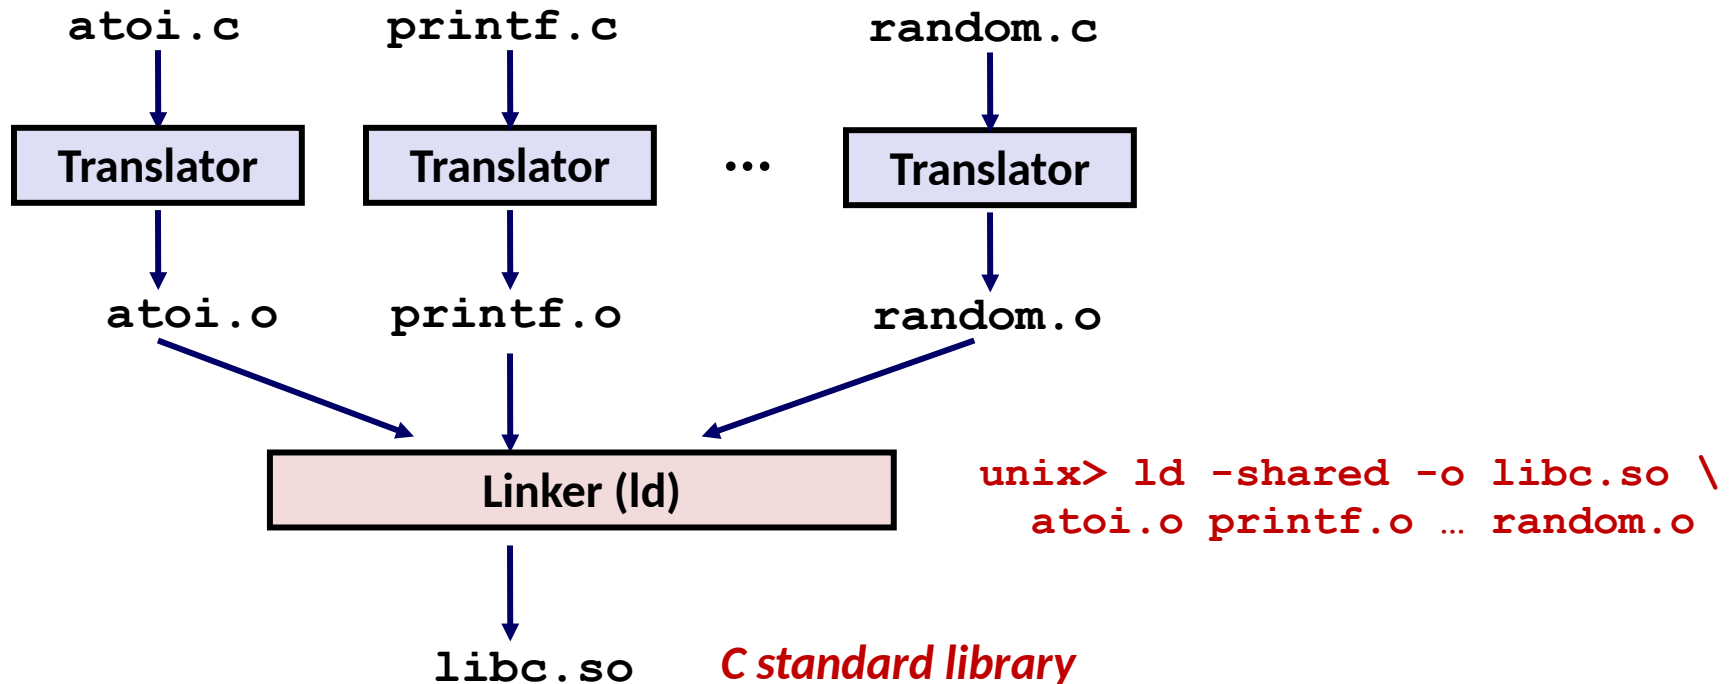 atoi.c printf.c random.c
Translator Translator ... Translator
atoi.o printf.o random.o
Linker (ld)
unix> ld -shared -o libc.so \
atoi.o printf.o … random.o
libc.so C standard library